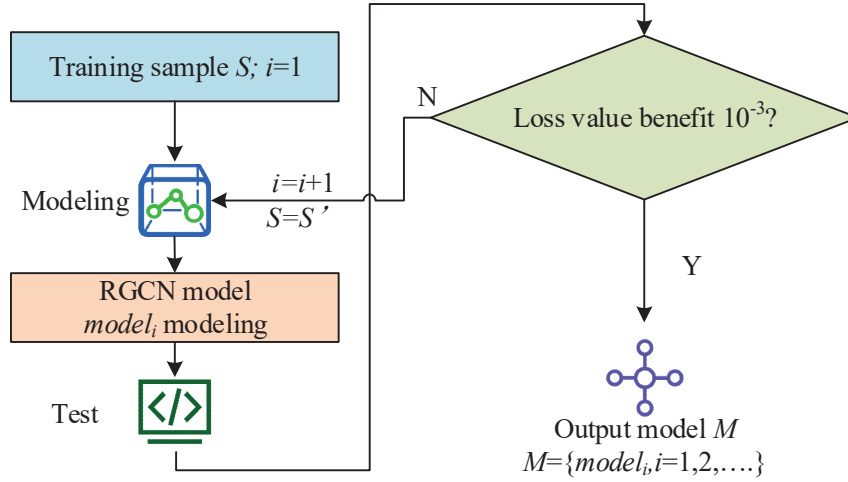 Training sample S; i=1
Modeling
i=i+1
S=S’
RGCN model
modelᵢ modeling
Test
N
Loss value benefit 10⁻³?
Y
Output model M
M={modelᵢ,i=1,2,….}